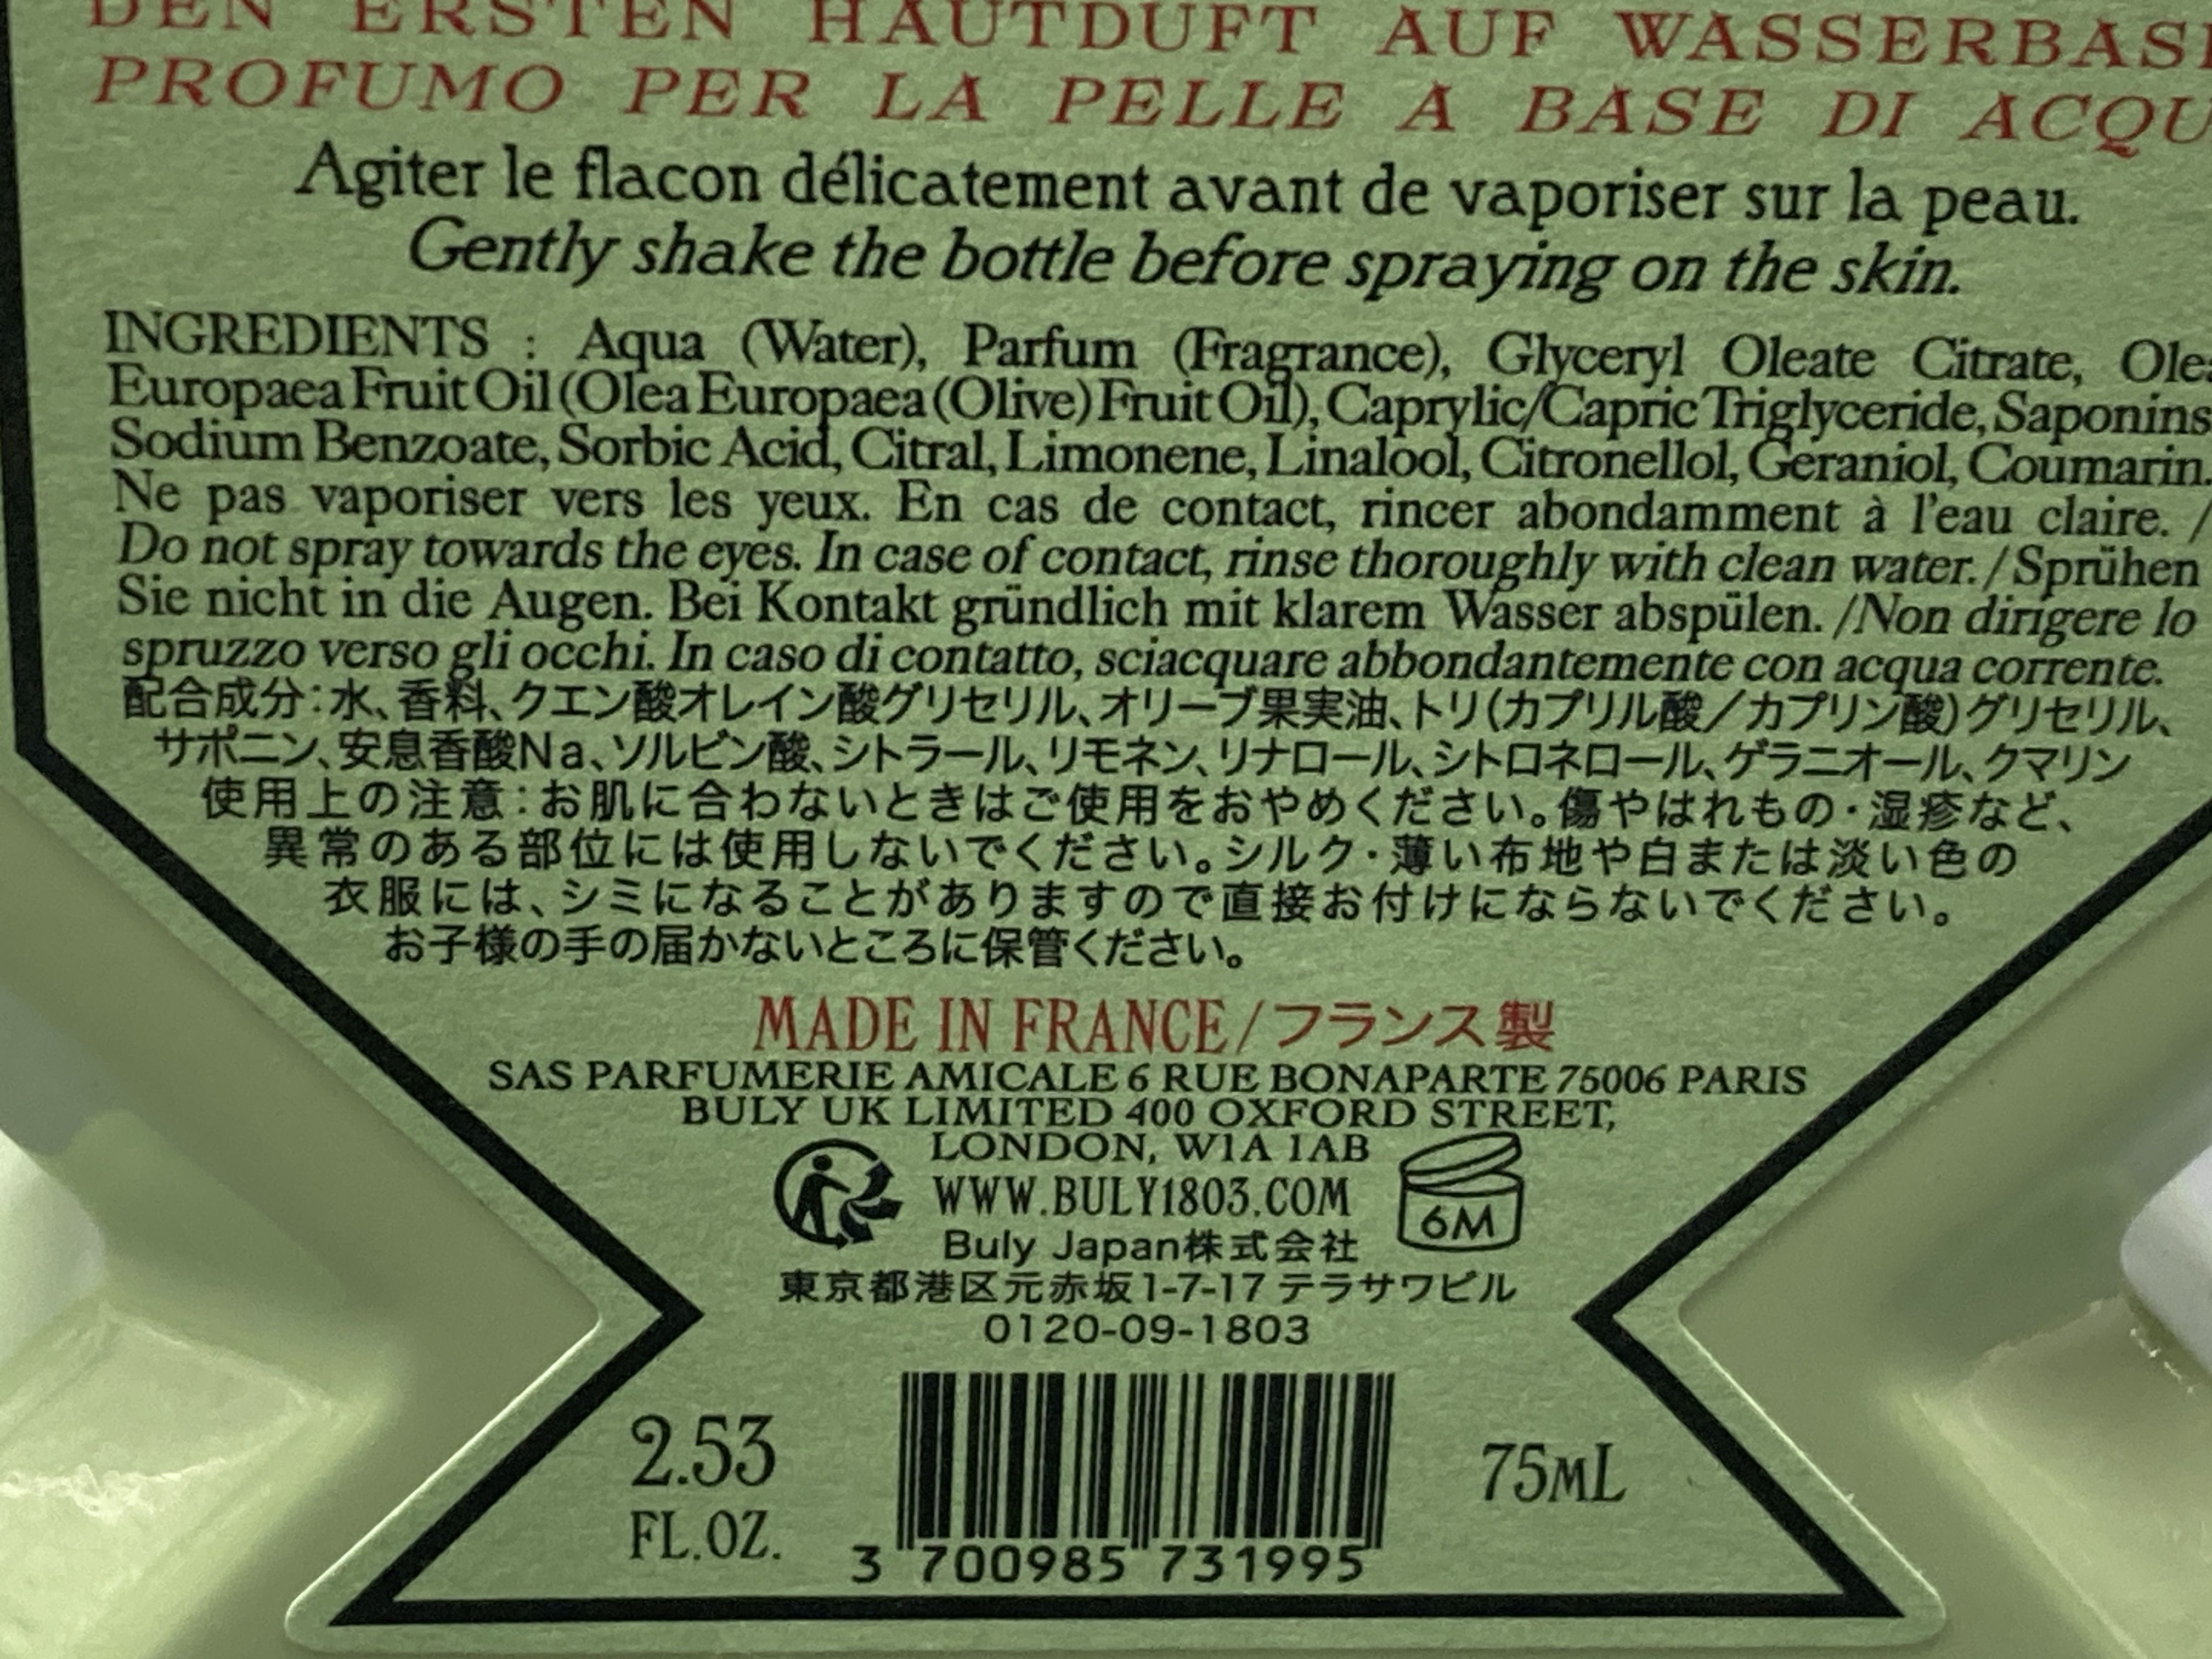 DEN ERSTEN HAUTDUFT AUF
PROFUMO PER LA PELLE A BASE DI
Agiter le flacon délicatement avant de vaporiser sur la peau.
Gently shake the bottle before spraying on the skin.
INGREDIENTS : Aqua (Water), Parfum (Fragrance), Glyceryl Oleate Citrate, Olea
Europaea Fruit Oil (Olea Europaea (Olive) Fruit Oil), Caprylic/Capric Triglyceride, Saponins,
Sodium Benzoate, Sorbic Acid, Citral, Limonene, Linalool, Citronellol, Geraniol, Coumarin.
Ne pas vaporiser vers les yeux. En cas de contact, rincer abondamment à l'eau claire. /
Do not spray towards the eyes. In case of contact, rinse thoroughly with clean water. / Sprühen
Sie nicht in die Augen. Bei Kontakt gründlich mit klarem Wasser abspülen. /Non dirigere lo
spruzzo verso gli occhi. In caso di contatto, sciacquare abbondantemente con acqua corrente.
配合成分：水、香料、クエン酸オレイン酸グリセリル、オリーブ果実油、トリ（カプリル酸／カプリン酸）グリセリル、
サポニン、安息香酸Na、ソルビン酸、シトラール、リモネン、リナロール、シトロネロール、ゲラニオール、クマリン
使用上の注意：お肌に合わないときはご使用をおやめください。傷やはれもの・湿疹など、
異常のある部位には使用しないでください。シルク・薄い布地や白または淡い色の
衣服には、シミになることがありますので直接お付けにならないでください。
お子様の手の届かないところに保管ください。
MADE IN FRANCE/フランス製
SAS PARFUMERIE AMICALE 6 RUE BONAPARTE 75006 PARIS
BULY UK LIMITED 400 OXFORD STREET,
LONDON, W1A 1AB
WWW.BULY1803.COM
6M
Buly Japan株式会社
東京都港区元赤坂1-7-17 テラサワビル
0120-09-1803
2.53
FL.OZ.
75ML
3 700985 731995